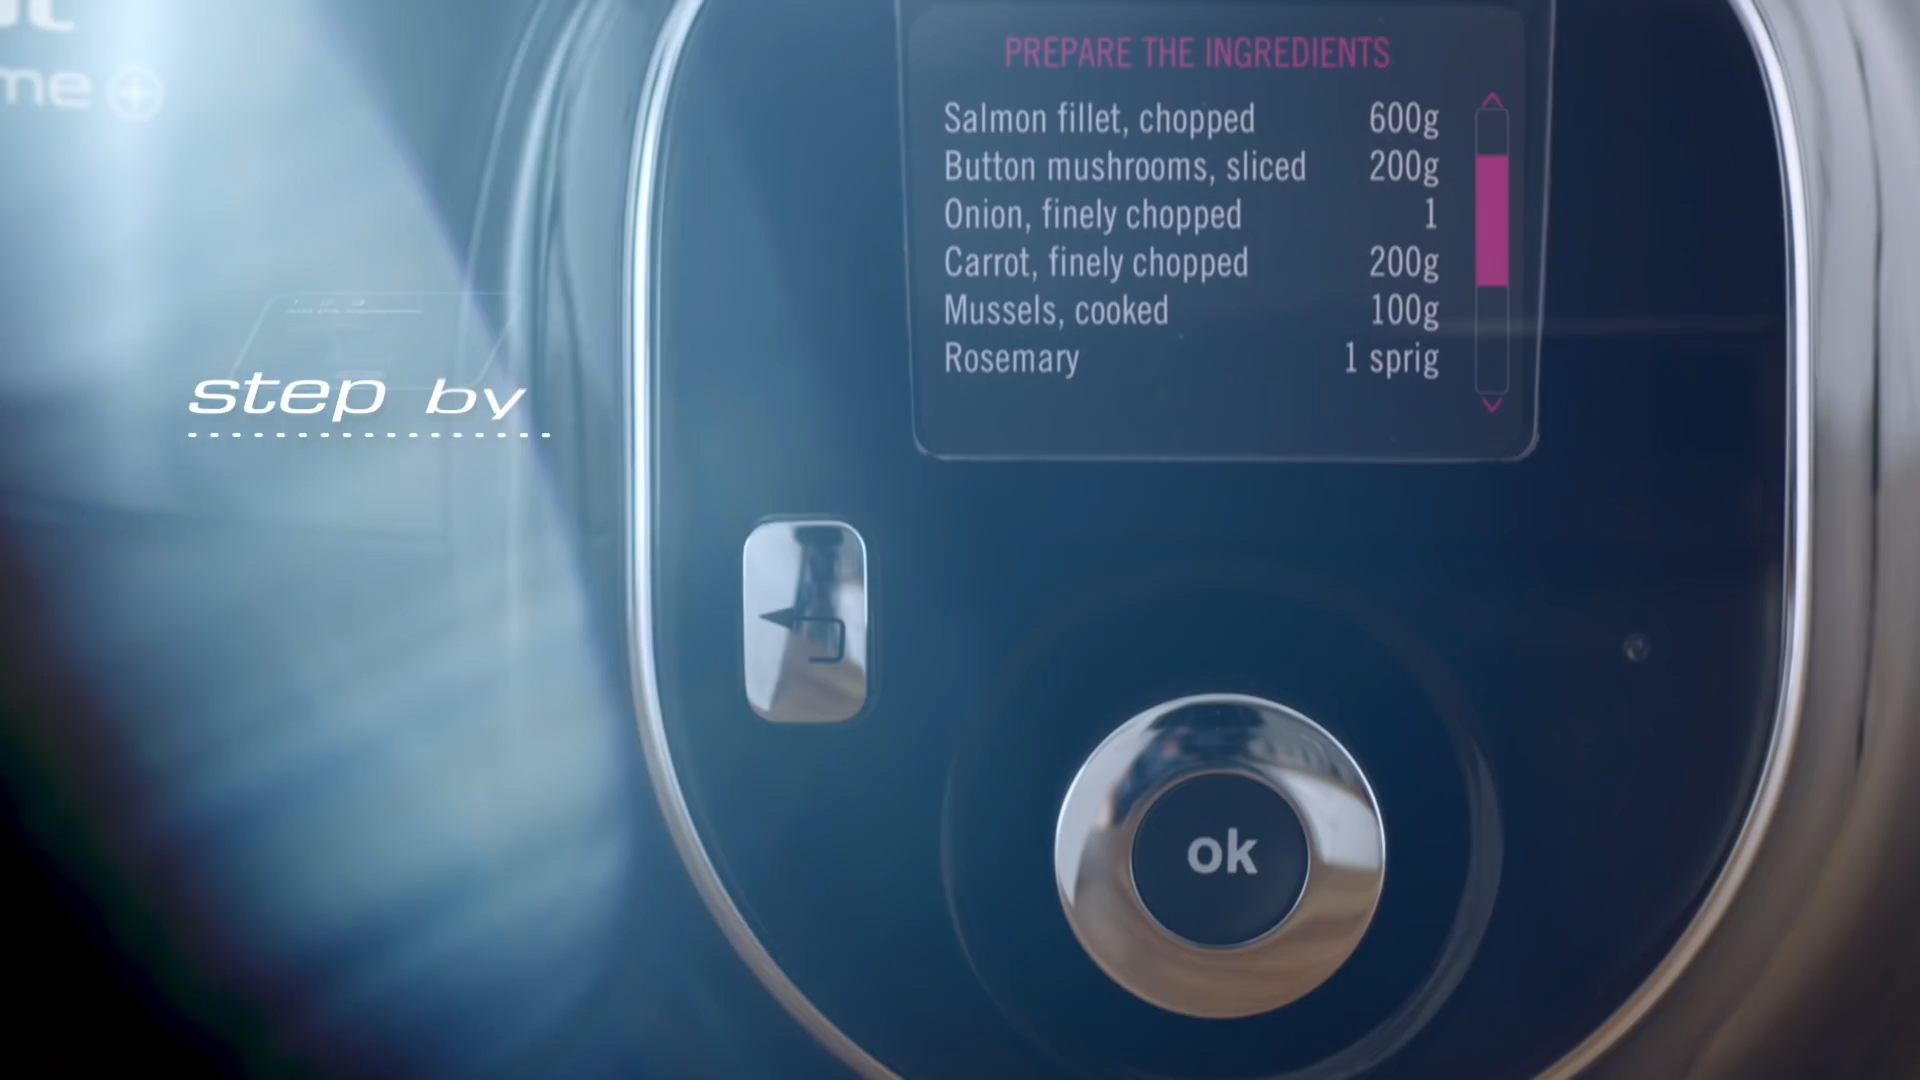 me
PREPARE THE INGREDIENTS
Salmon fillet, chopped 600g
Button mushrooms, sliced 200g
Onion, finely chopped 1
Carrot, finely chopped 200g
Mussels, cooked 100g
Rosemary 1 sprig
step by
ok